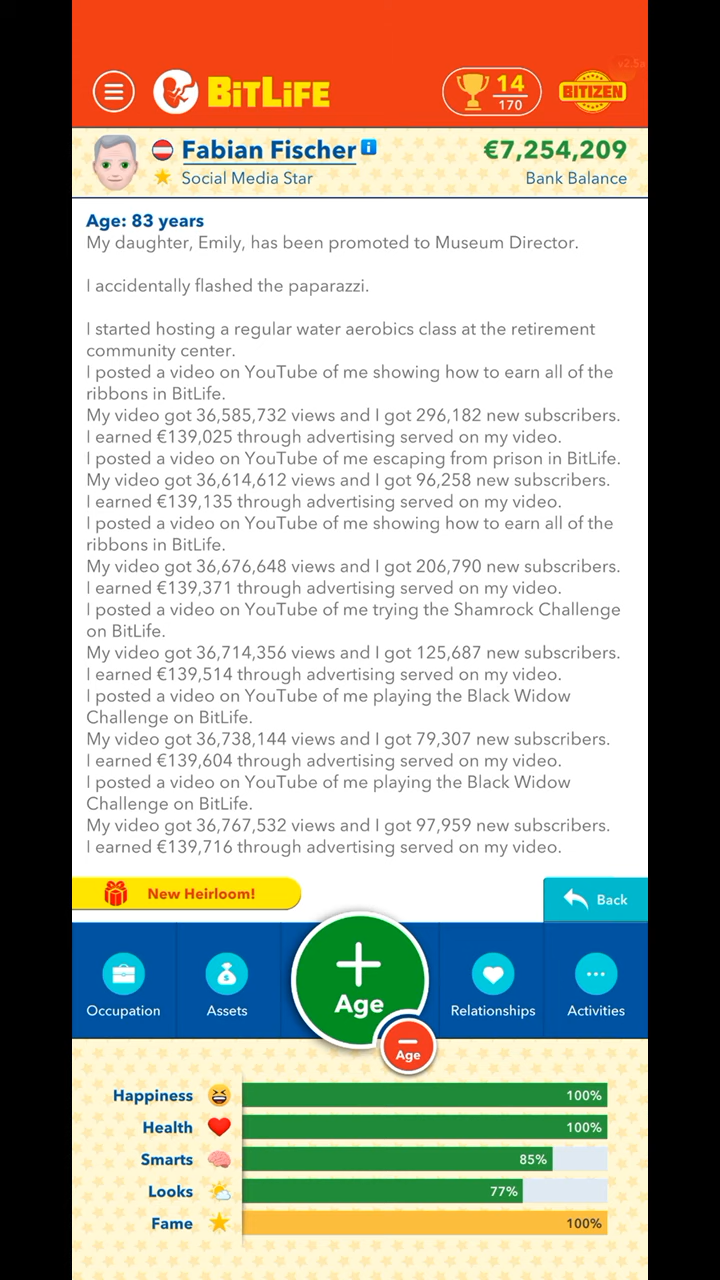 v2.5a
BITLIFE
14
170
BITIZEN
Fabian Fischer i
€7,254,209
Social Media Star
Bank Balance
Age: 83 years
My daughter, Emily, has been promoted to Museum Director.
I accidentally flashed the paparazzi.
I started hosting a regular water aerobics class at the retirement
community center.
I posted a video on YouTube of me showing how to earn all of the
ribbons in BitLife.
My video got 36,585,732 views and I got 296,182 new subscribers.
I earned €139,025 through advertising served on my video.
I posted a video on YouTube of me escaping from prison in BitLife.
My video got 36,614,612 views and I got 96,258 new subscribers.
I earned €139,135 through advertising served on my video.
I posted a video on YouTube of me showing how to earn all of the
ribbons in BitLife.
My video got 36,676,648 views and I got 206,790 new subscribers.
I earned €139,371 through advertising served on my video.
I posted a video on YouTube of me trying the Shamrock Challenge
on BitLife.
My video got 36,714,356 views and I got 125,687 new subscribers.
I earned €139,514 through advertising served on my video.
I posted a video on YouTube of me playing the Black Widow
Challenge on BitLife.
My video got 36,738,144 views and I got 79,307 new subscribers.
I earned €139,604 through advertising served on my video.
I posted a video on YouTube of me playing the Black Widow
Challenge on BitLife.
My video got 36,767,532 views and I got 97,959 new subscribers.
I earned €139,716 through advertising served on my video.
New Heirloom!
Back
Occupation
Assets
Age
Relationships
Activities
Age
Happiness
100%
Health
100%
Smarts
85%
Looks
77%
Fame
100%